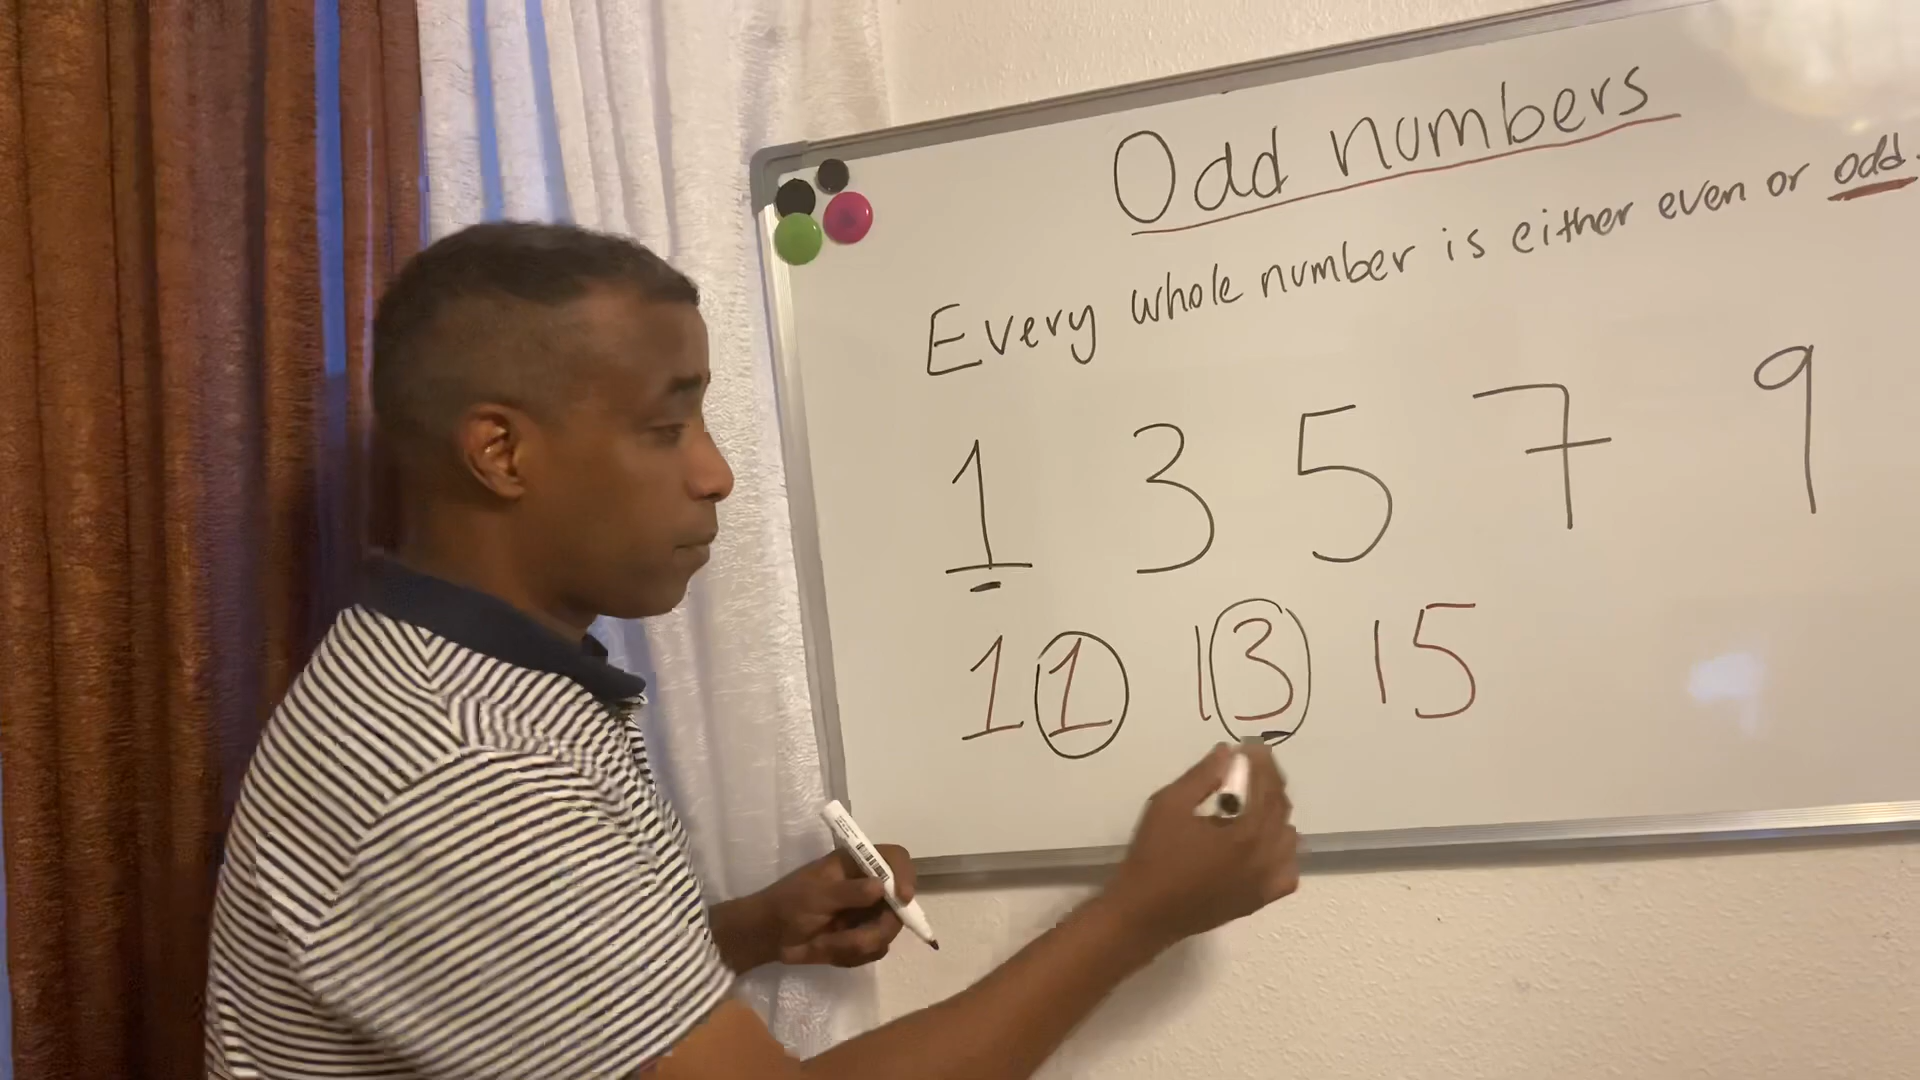 Odd numbers
Every whole number is either even or odd.
1 3 5 7 9
11 13 15